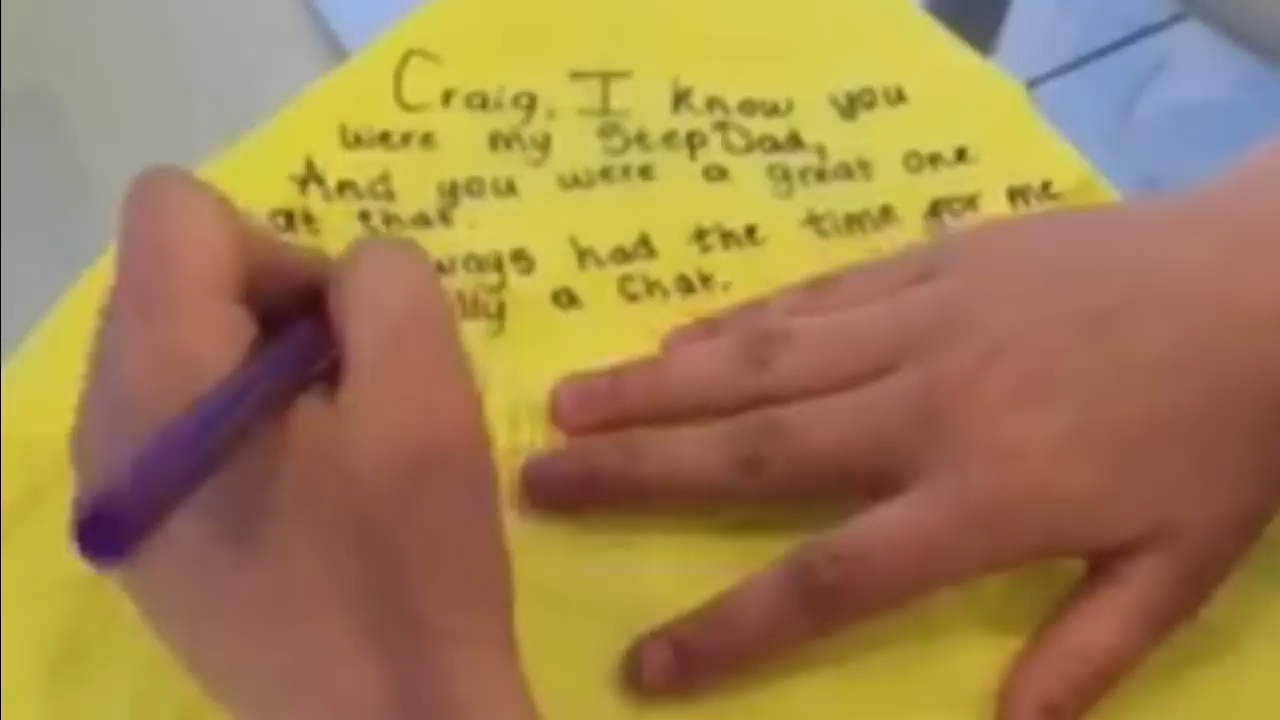 Craig, I know you
were my StepDad,
And you were a great one
at that.
ways had the time for me
lly a chat.